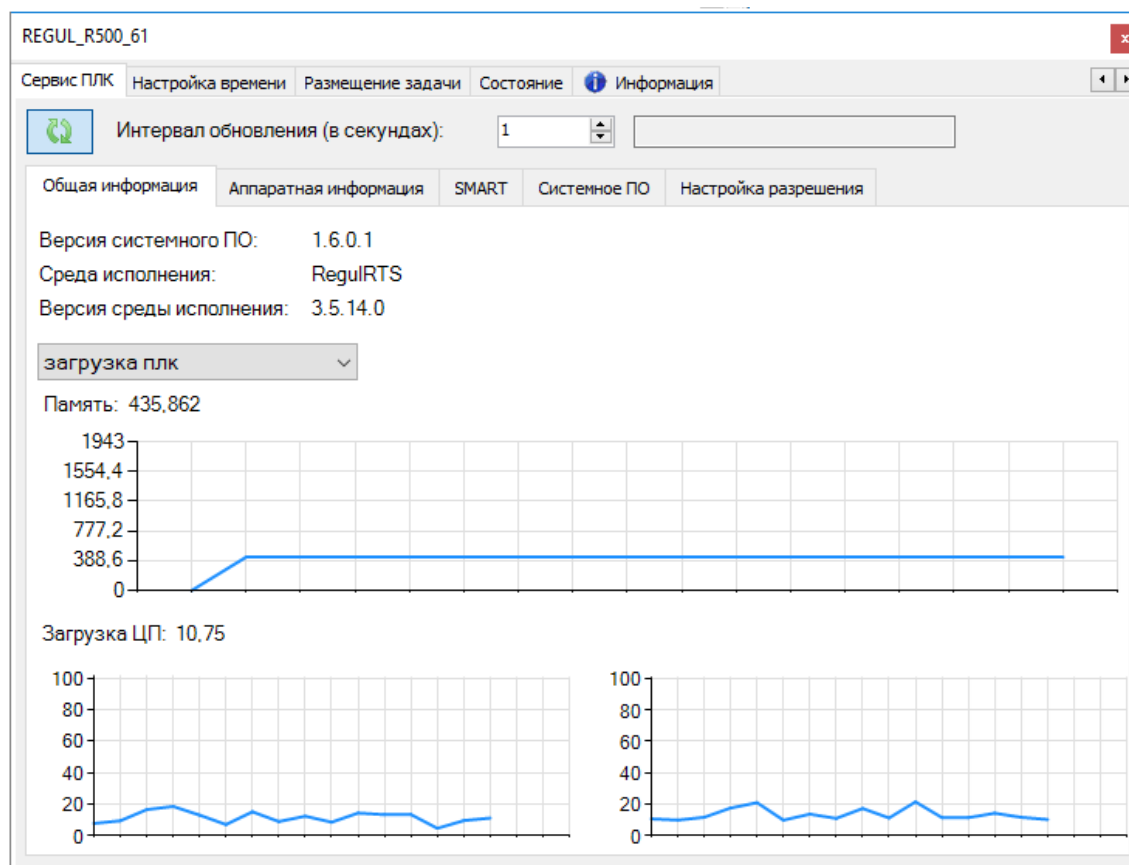 REGUL_R500_61 x
Сервис ПЛК Настройка времени Размещение задачи Состояние Информация
Интервал обновления (в секундах): 1
Общая информация Аппаратная информация SMART Системное ПО Настройка разрешения
Версия системного ПО: 1.6.0.1
Среда исполнения: RegulRTS
Версия среды исполнения: 3.5.14.0
загрузка плк
Память: 435,862
1943
1554,4
1165,8
777,2
388,6
0
Загрузка ЦП: 10,75
100 100
80 80
60 60
40 40
20 20
0 0